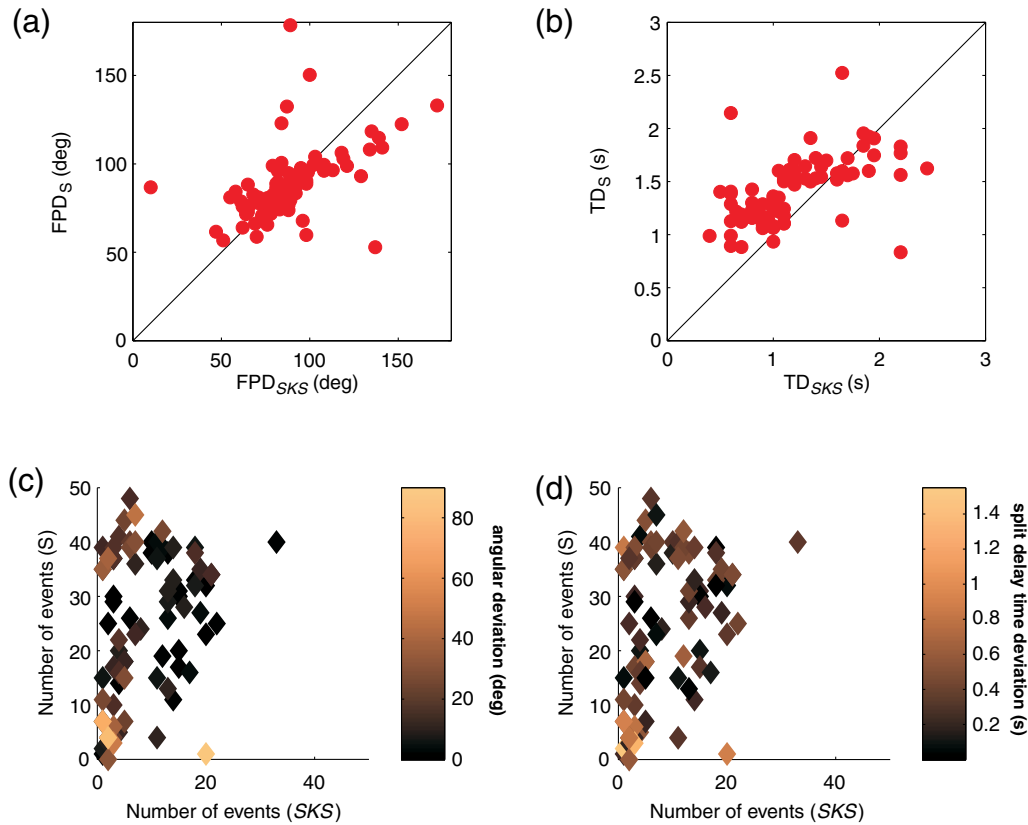 (a)
FPD_S (deg)
150
100
50
0
0 50 100 150
FPD_SKS (deg)
(b)
TD_S (s)
3
2.5
2
1.5
1
0.5
0
0 1 2 3
TD_SKS (s)
(c)
Number of events (S)
50
40
30
20
10
0
0 20 40
Number of events (SKS)
80
60
40
20
0
angular deviation (deg)
(d)
Number of events (S)
50
40
30
20
10
0
0 20 40
Number of events (SKS)
1.4
1.2
1
0.8
0.6
0.4
0.2
split delay time deviation (s)